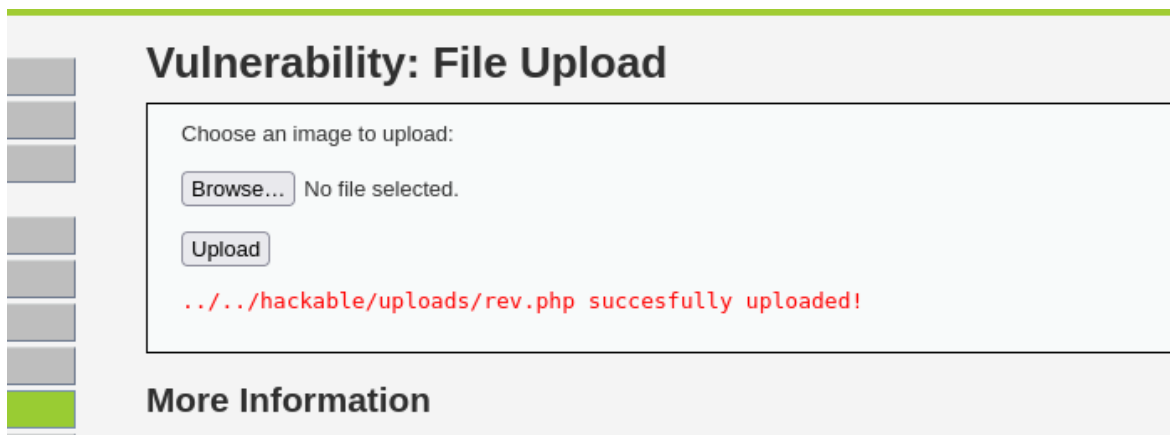 Vulnerability: File Upload
Choose an image to upload:
Browse… No file selected.
Upload
../../hackable/uploads/rev.php succesfully uploaded!
More Information